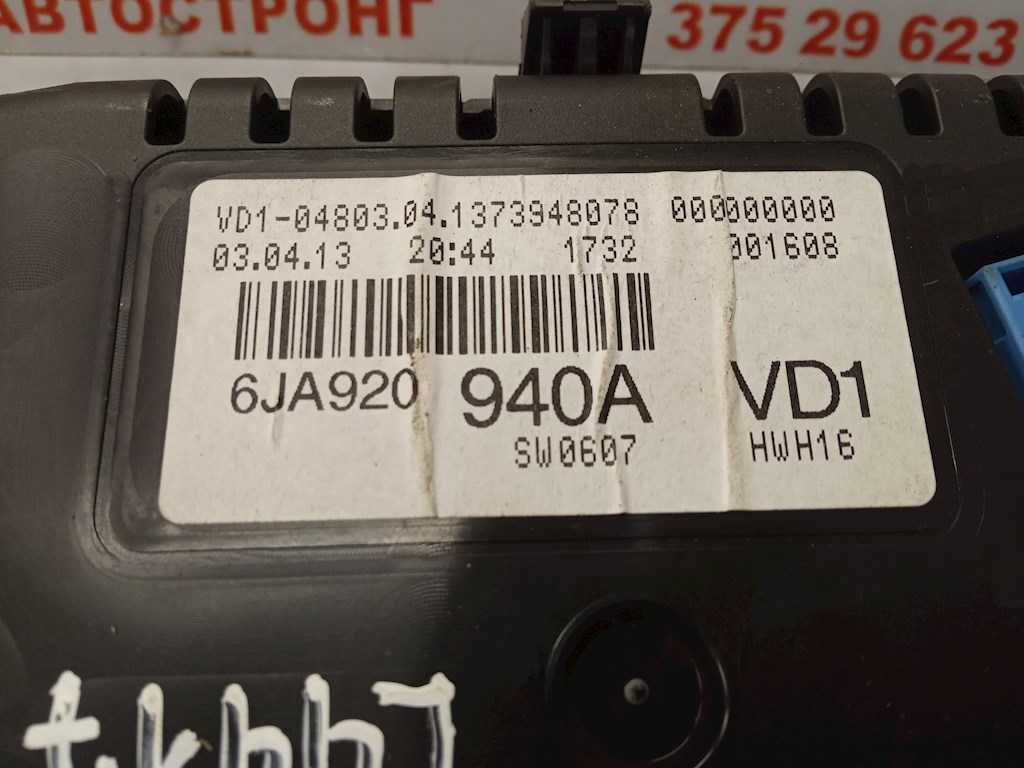 АВТОСТРОНГ 375 29 623
VD1-04803.04.1373948078 000000000
03.04.13 20:44 1732 001608
6JA920 940A VD1
SW0607 HWH16